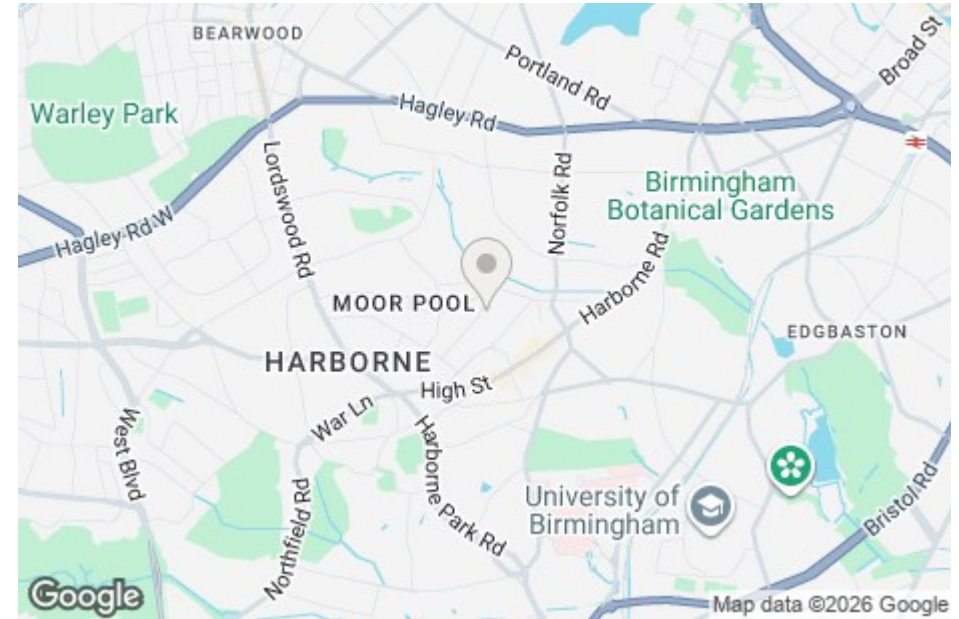 BEARWOOD
Broad St
Portland Rd
Warley Park
Hagley Rd
Lordswood Rd
Norfolk Rd
Birmingham
Botanical Gardens
Hagley Rd W
Harborne Rd
MOOR POOL
EDGBASTON
HARBORNE
High St
War Ln
West Blvd
Harborne Park Rd
University of
Birmingham
Bristol Rd
Northfield Rd
Google
Map data ©2026 Google